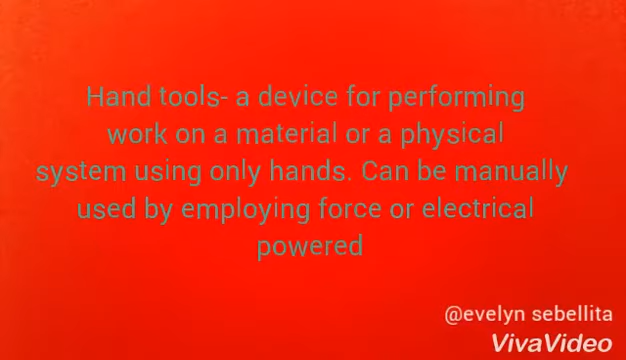 Hand tools- a device for performing
work on a material or a physical
system using only hands. Can be manually
used by employing force or electrical
powered
@evelyn sebellita
VivaVideo